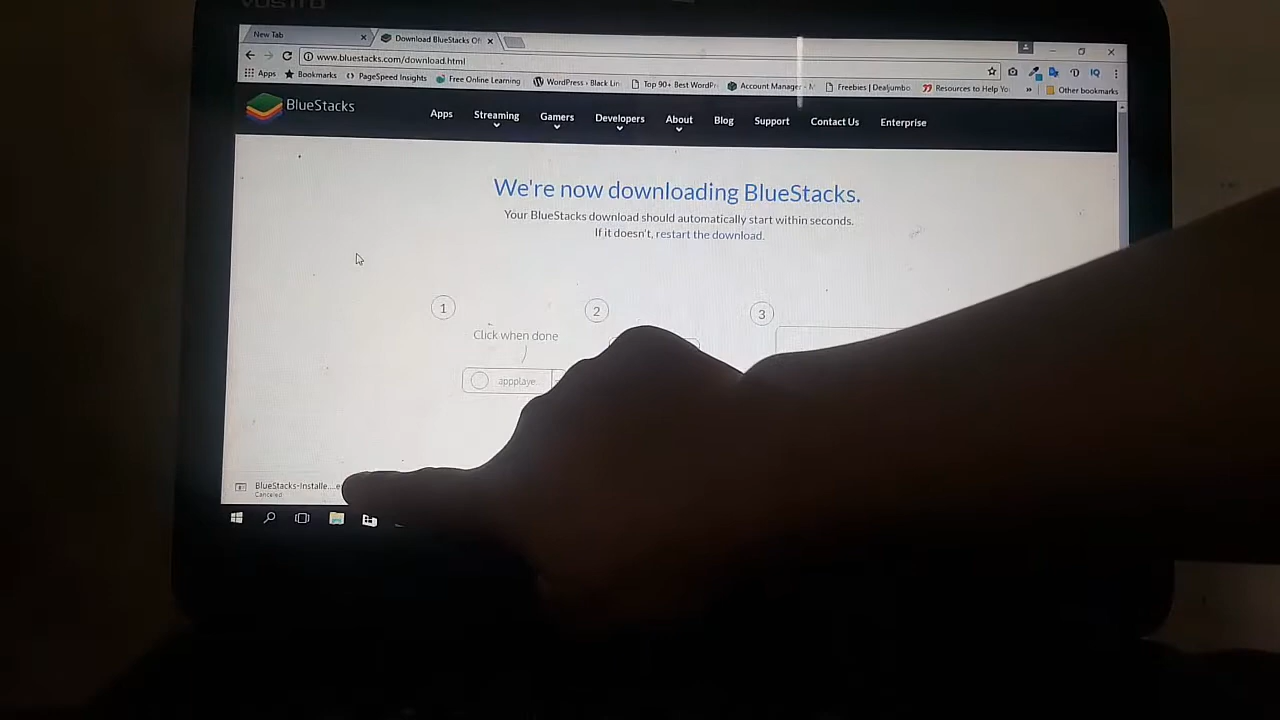 VOSTRO
New Tab
Download BlueStacks Of
www.bluestacks.com/download.html
Apps Bookmarks PageSpeed Insights Free Online Learning WordPress › Black Lin Top 90+ Best WordPr Account Manager - M Freebies | Dealjumbo Resources to Help Yo » Other bookmarks
BlueStacks
Apps Streaming Gamers Developers About Blog Support Contact Us Enterprise
We're now downloading BlueStacks.
Your BlueStacks download should automatically start within seconds.
If it doesn't, restart the download.
1 2 3
Click when done
appplaye
BlueStacks-Installe....e
Canceled